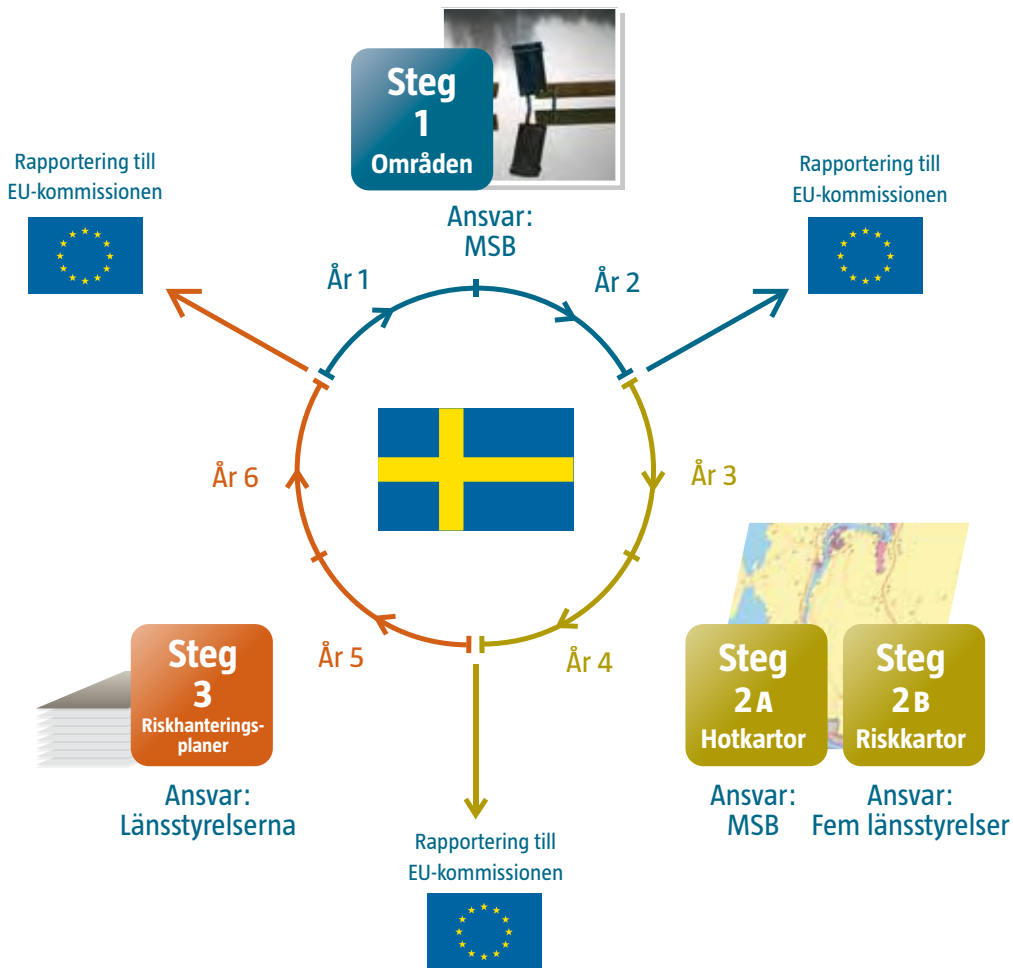 Steg
1
Områden
Ansvar:
MSB
Rapportering till
EU-kommissionen
Rapportering till
EU-kommissionen
År 1
År 2
År 3
År 4
År 5
År 6
Steg
2A
Hotkartor
Ansvar:
MSB
Steg
2B
Riskkartor
Ansvar:
Fem länsstyrelser
Steg
3
Riskhanterings-
planer
Ansvar:
Länsstyrelserna
Rapportering till
EU-kommissionen